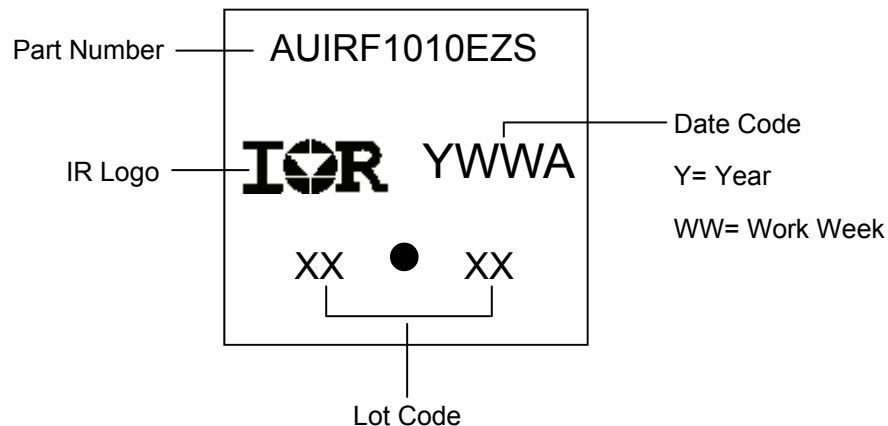 Part Number
AUIRF1010EZS
IR Logo
IOR
YWWA
Date Code
Y= Year
WW= Work Week
XX
XX
Lot Code